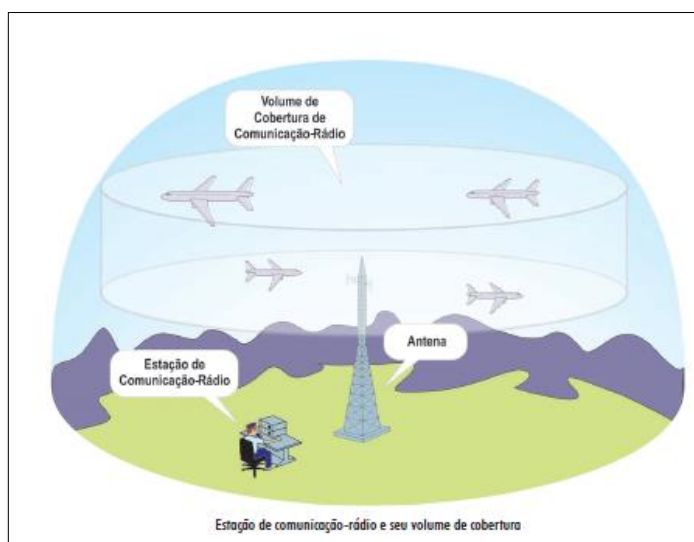 Volume de
Cobertura de
Comunicação-Rádio
Antena
Estação de
Comunicação-Rádio
Estação de comunicação-rádio e seu volume de cobertura